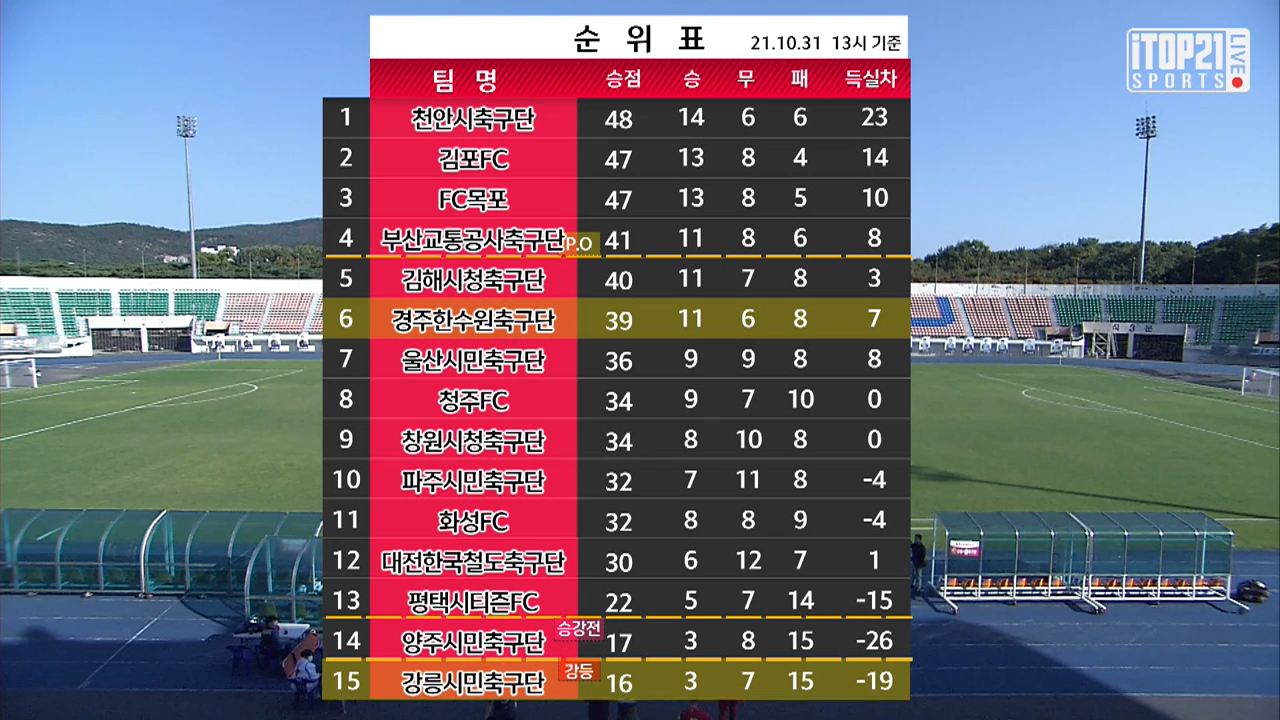 순 위 표 21.10.31 13시 기준
iTOP21 LIVE
SPORTS
팀 명 승점 승 무 패 득실차
1 천안시축구단 48 14 6 6 23
2 김포FC 47 13 8 4 14
3 FC목포 47 13 8 5 10
4 부산교통공사축구단 P.O 41 11 8 6 8
5 김해시청축구단 40 11 7 8 3
6 경주한수원축구단 39 11 6 8 7
7 울산시민축구단 36 9 9 8 8
8 청주FC 34 9 7 10 0
9 창원시청축구단 34 8 10 8 0
10 파주시민축구단 32 7 11 8 -4
11 화성FC 32 8 8 9 -4
12 대전한국철도축구단 30 6 12 7 1
13 평택시티즌FC 22 5 7 14 -15
14 양주시민축구단 승강전 17 3 8 15 -26
15 강릉시민축구단 강등 16 3 7 15 -19